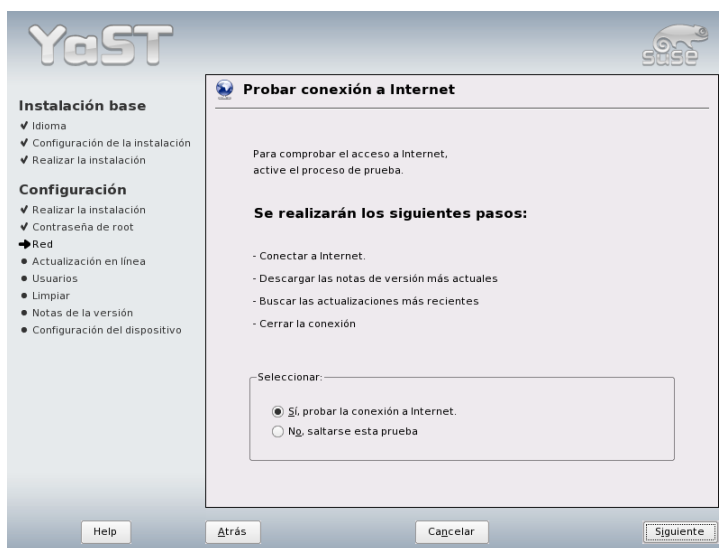 YaST
SUSE
Instalación base
Idioma
Configuración de la instalación
Realizar la instalación
Configuración
Realizar la instalación
Contraseña de root
Red
Actualización en línea
Usuarios
Limpiar
Notas de la versión
Configuración del dispositivo
Probar conexión a Internet
Para comprobar el acceso a Internet,
active el proceso de prueba.
Se realizarán los siguientes pasos:
- Conectar a Internet.
- Descargar las notas de versión más actuales
- Buscar las actualizaciones más recientes
- Cerrar la conexión
Seleccionar:
Sí, probar la conexión a Internet.
No, saltarse esta prueba
Help
Atrás
Cancelar
Siguiente